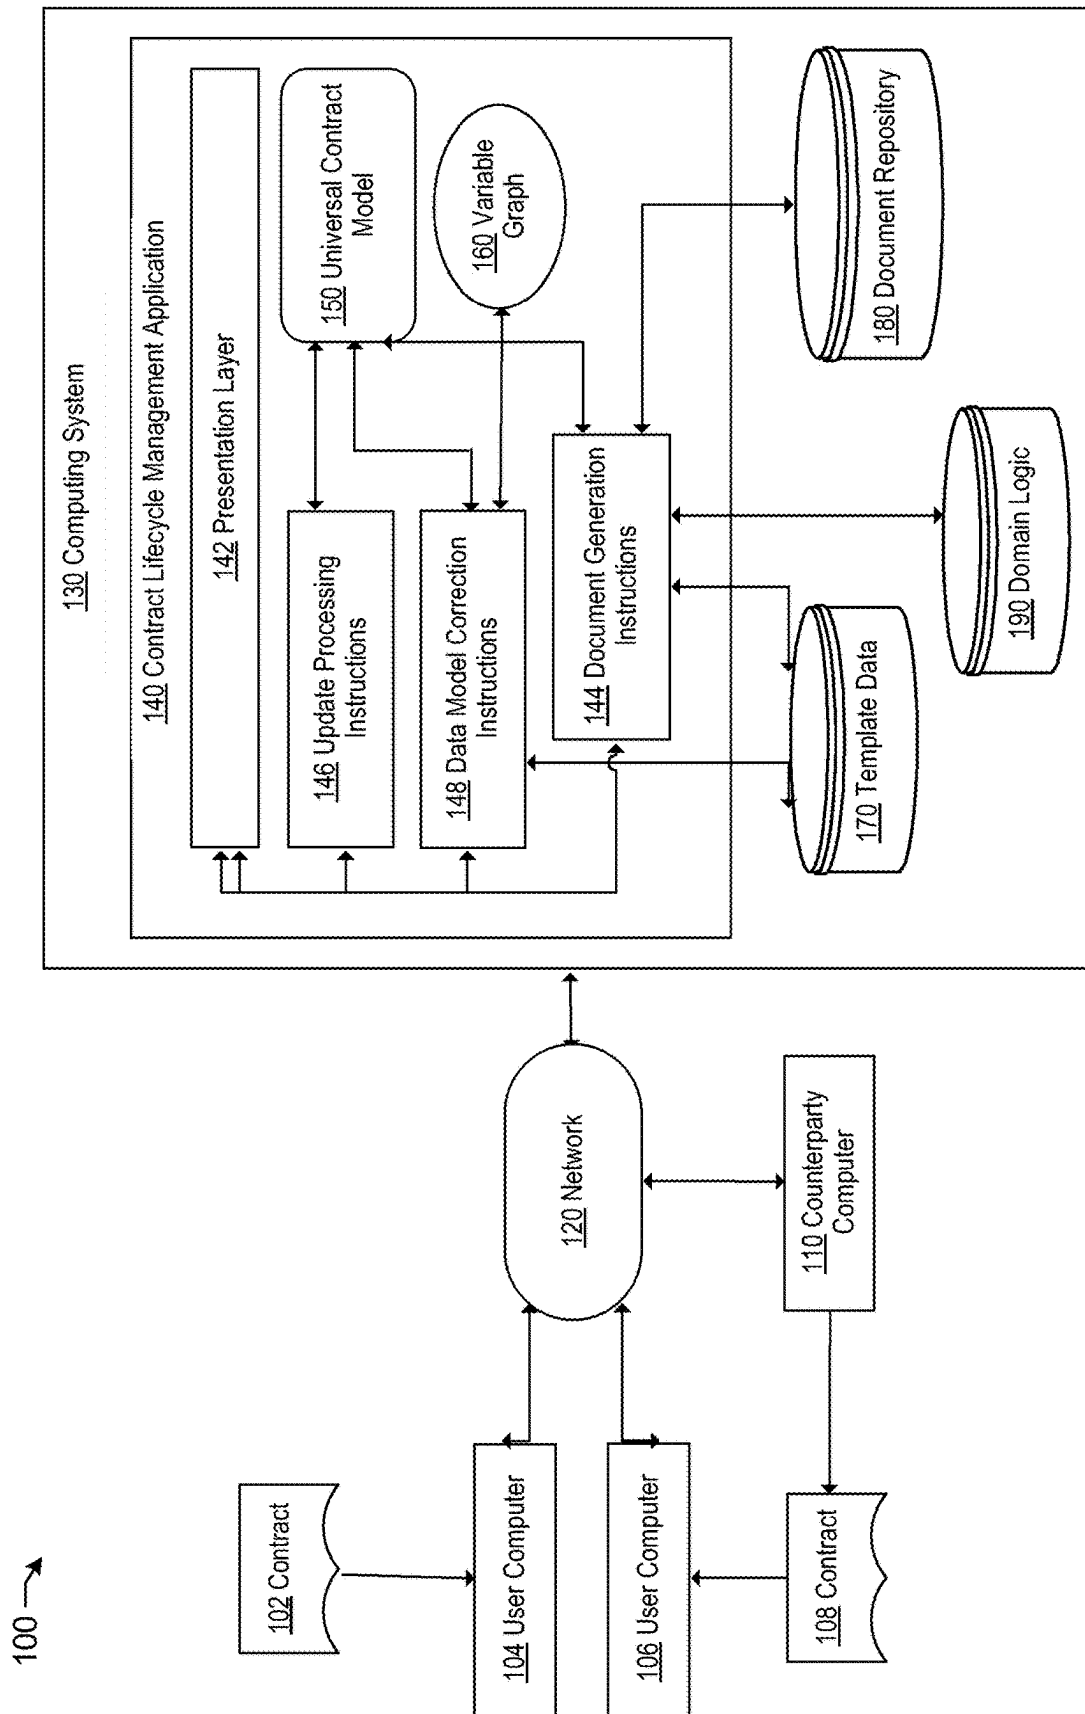 100
102 Contract
104 User Computer
106 User Computer
108 Contract
120 Network
110 Counterparty
Computer
130 Computing System
140 Contract Lifecycle Management Application
142 Presentation Layer
146 Update Processing
Instructions
150 Universal Contract
Model
148 Data Model Correction
Instructions
160 Variable
Graph
144 Document Generation
Instructions
170 Template Data
190 Domain Logic
180 Document Repository